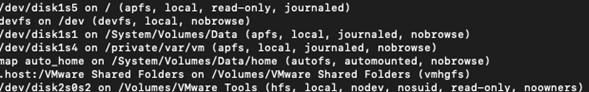 /dev/disk1s5 on / (apfs, local, read-only, journaled)
devfs on /dev (devfs, local, nobrowse)
/dev/disk1s1 on /System/Volumes/Data (apfs, local, journaled, nobrowse)
/dev/disk1s4 on /private/var/vm (apfs, local, journaled, nobrowse)
map auto_home on /System/Volumes/Data/home (autofs, automounted, nobrowse)
.host:/VMware Shared Folders on /Volumes/VMware Shared Folders (vmhgfs)
/dev/disk2s0s2 on /Volumes/VMware Tools (hfs, local, nodev, nosuid, read-only, noowners)